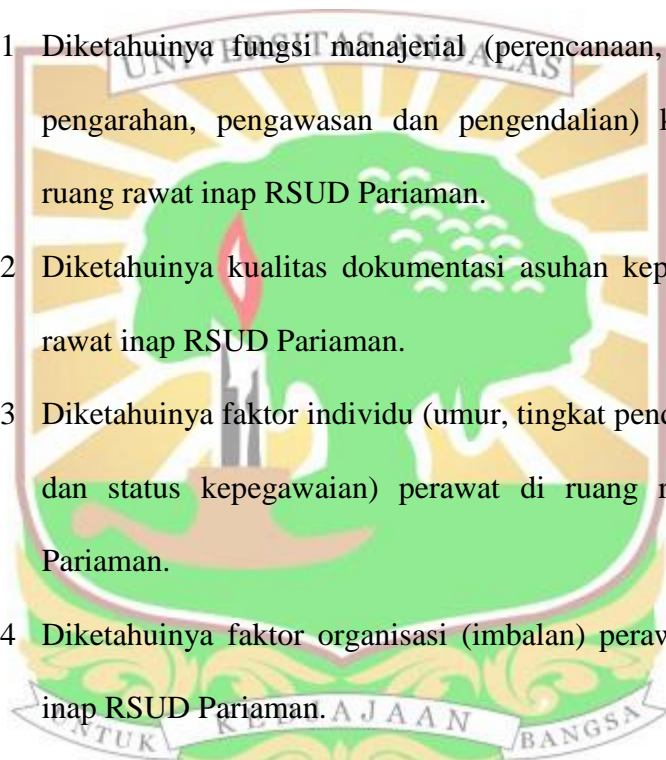 UNIVERSITAS ANDALAS
1 Diketahuinya fungsi manajerial (perencanaan,
pengarahan, pengawasan dan pengendalian)
ruang rawat inap RSUD Pariaman.
2 Diketahuinya kualitas dokumentasi asuhan kep
rawat inap RSUD Pariaman.
3 Diketahuinya faktor individu (umur, tingkat pend
dan status kepegawaian) perawat di ruang
Pariaman.
4 Diketahuinya faktor organisasi (imbalan) peraw
inap RSUD Pariaman.
UNTUK KEDJAJAAN BANGSA